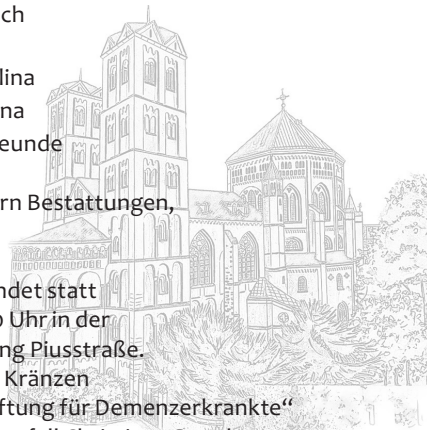 ch
lina
na
eunde
rn Bestattungen,
ndet statt
Uhr in der
ng Piusstraße.
Kränzen
ftung für Demenzerkrankte“